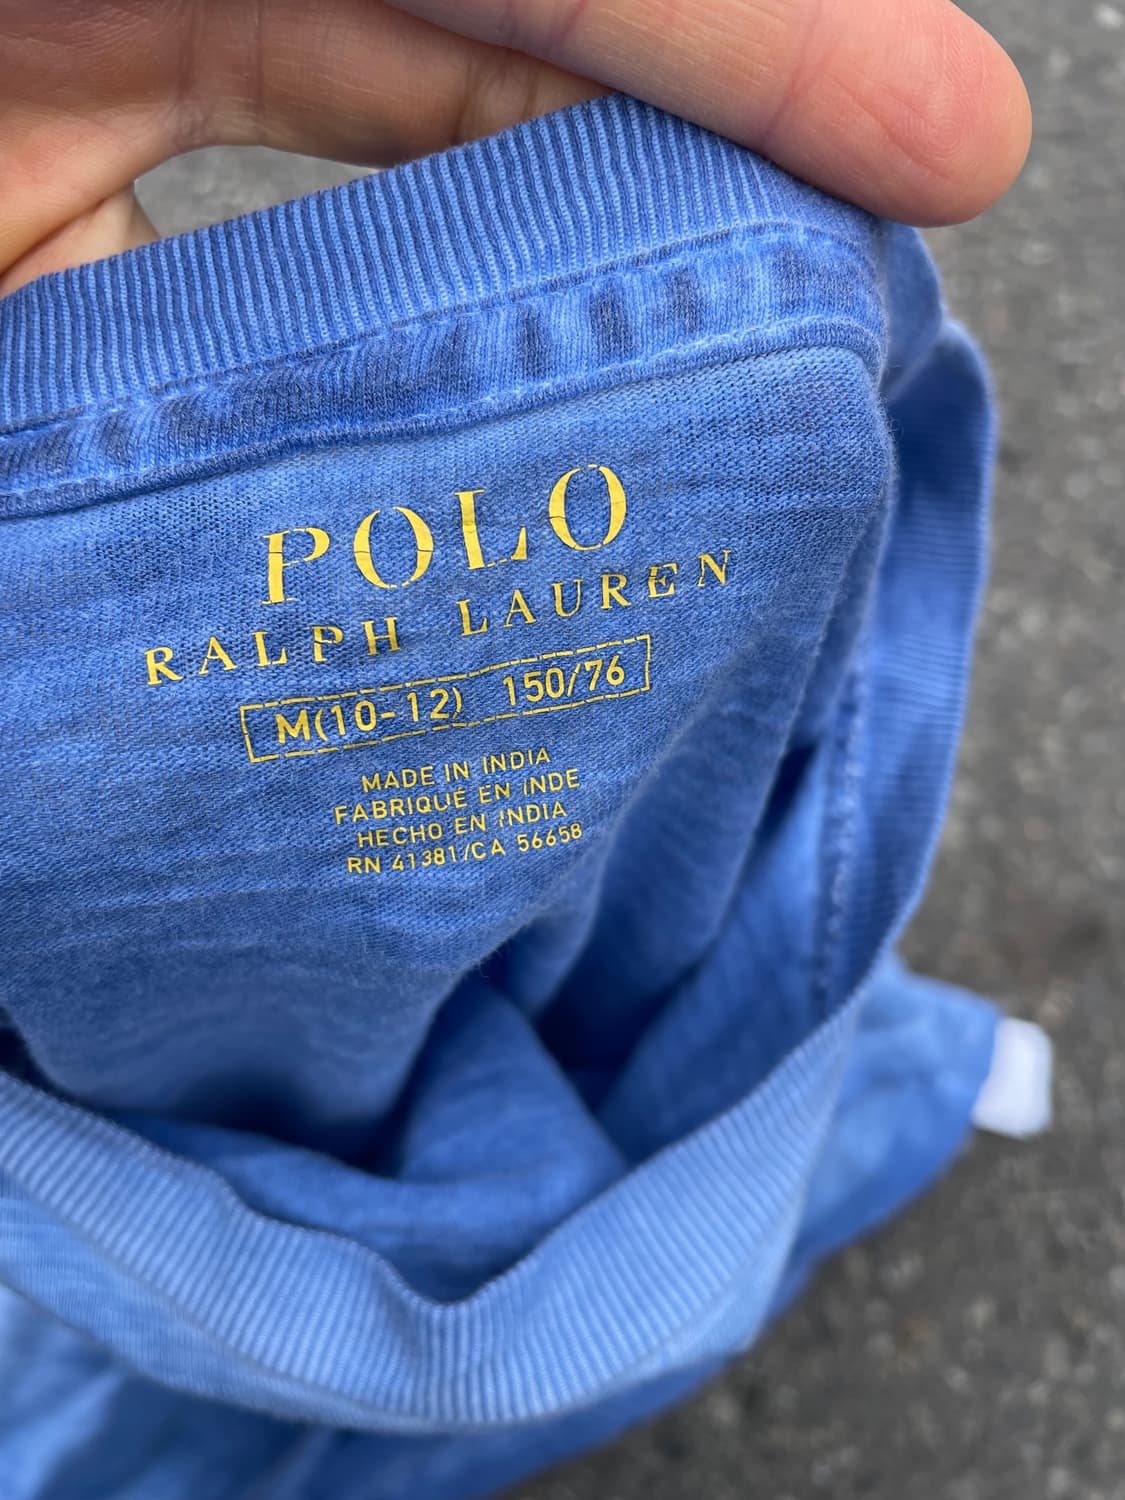 POLO
RALPH LAUREN
M(10-12) 150/76
MADE IN INDIA
FABRIQUÉ EN INDE
HECHO EN INDIA
RN 41381/CA 56658